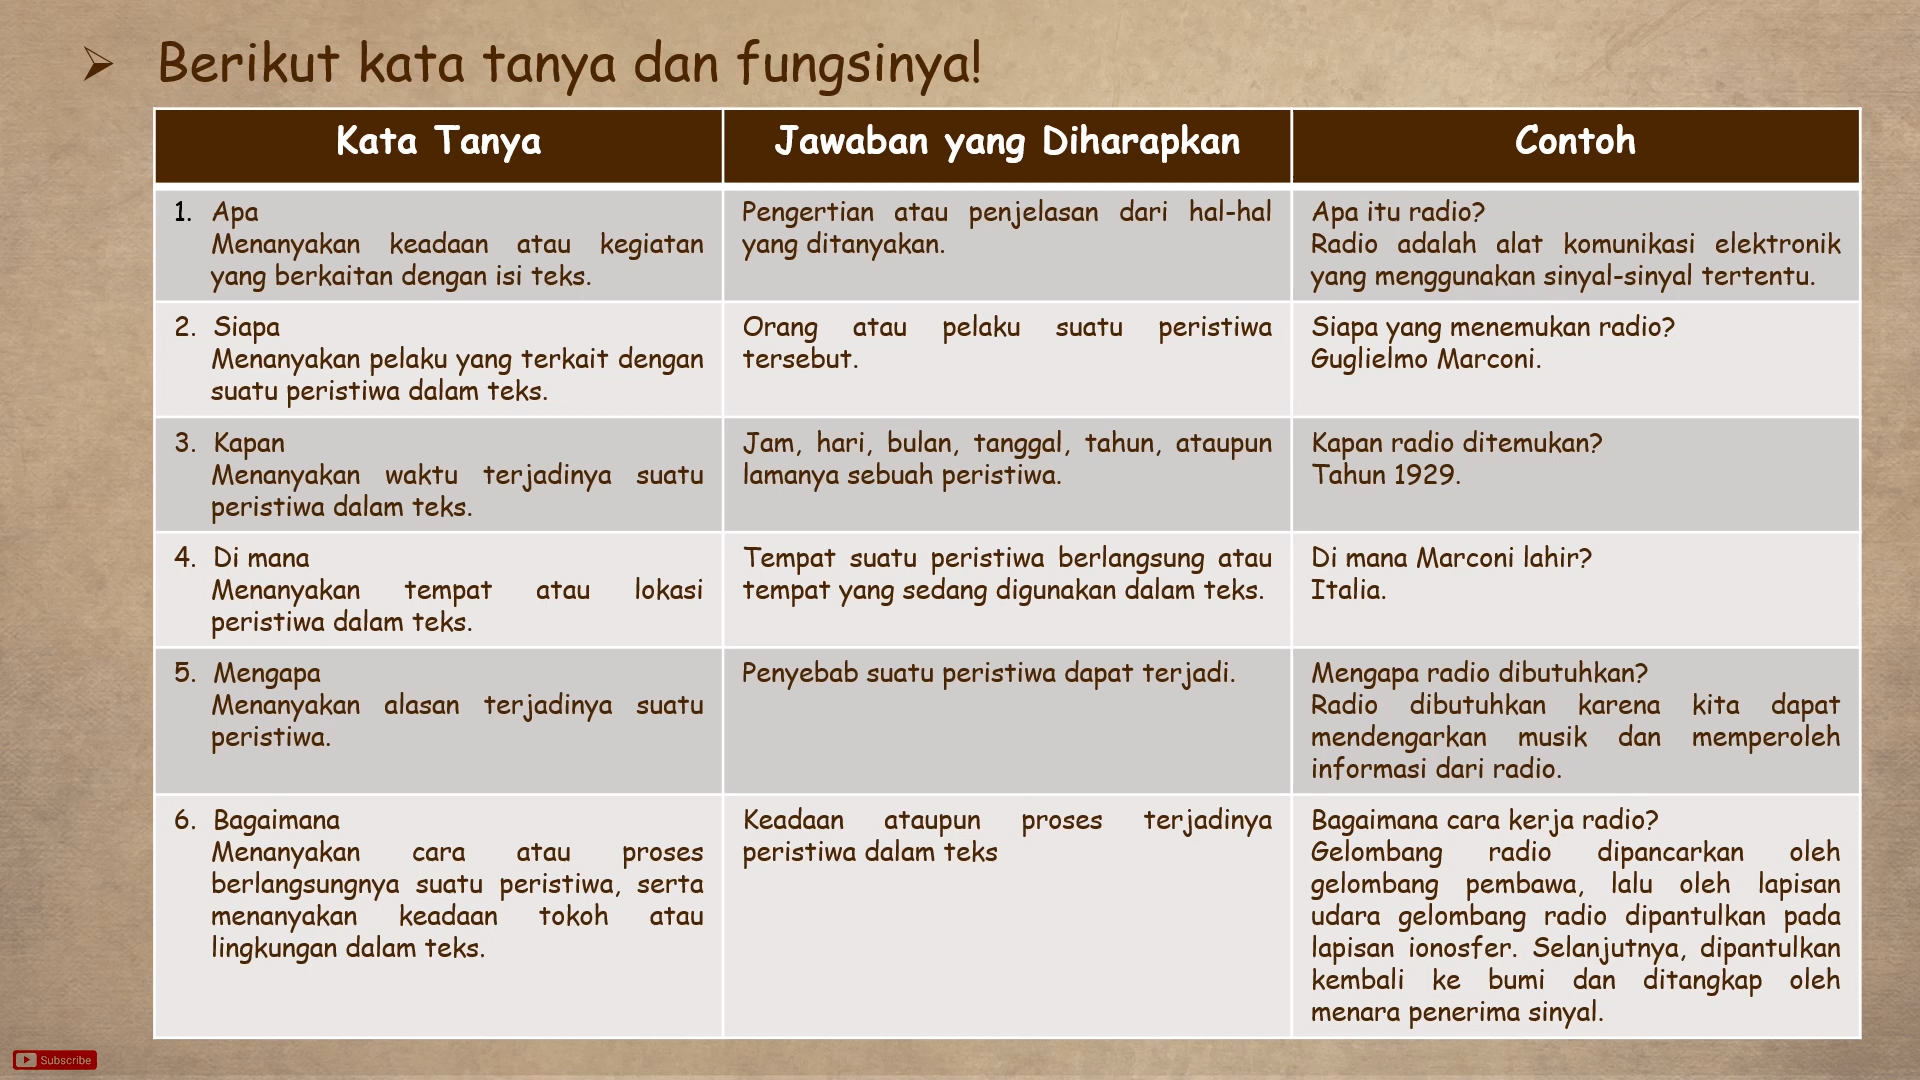 Berikut kata tanya dan fungsinya!
Kata Tanya
Jawaban yang Diharapkan
Contoh
1. Apa
Menanyakan keadaan atau kegiatan
yang berkaitan dengan isi teks.
Pengertian atau penjelasan dari hal-hal
yang ditanyakan.
Apa itu radio?
Radio adalah alat komunikasi elektronik
yang menggunakan sinyal-sinyal tertentu.
2. Siapa
Menanyakan pelaku yang terkait dengan
suatu peristiwa dalam teks.
Orang atau pelaku suatu peristiwa
tersebut.
Siapa yang menemukan radio?
Guglielmo Marconi.
3. Kapan
Menanyakan waktu terjadinya suatu
peristiwa dalam teks.
Jam, hari, bulan, tanggal, tahun, ataupun
lamanya sebuah peristiwa.
Kapan radio ditemukan?
Tahun 1929.
4. Di mana
Menanyakan tempat atau lokasi
peristiwa dalam teks.
Tempat suatu peristiwa berlangsung atau
tempat yang sedang digunakan dalam teks.
Di mana Marconi lahir?
Italia.
5. Mengapa
Menanyakan alasan terjadinya suatu
peristiwa.
Penyebab suatu peristiwa dapat terjadi.
Mengapa radio dibutuhkan?
Radio dibutuhkan karena kita dapat
mendengarkan musik dan memperoleh
informasi dari radio.
6. Bagaimana
Menanyakan cara atau proses
berlangsungnya suatu peristiwa, serta
menanyakan keadaan tokoh atau
lingkungan dalam teks.
Keadaan ataupun proses terjadinya
peristiwa dalam teks
Bagaimana cara kerja radio?
Gelombang radio dipancarkan oleh
gelombang pembawa, lalu oleh lapisan
udara gelombang radio dipantulkan pada
lapisan ionosfer. Selanjutnya, dipantulkan
kembali ke bumi dan ditangkap oleh
menara penerima sinyal.
Subscribe